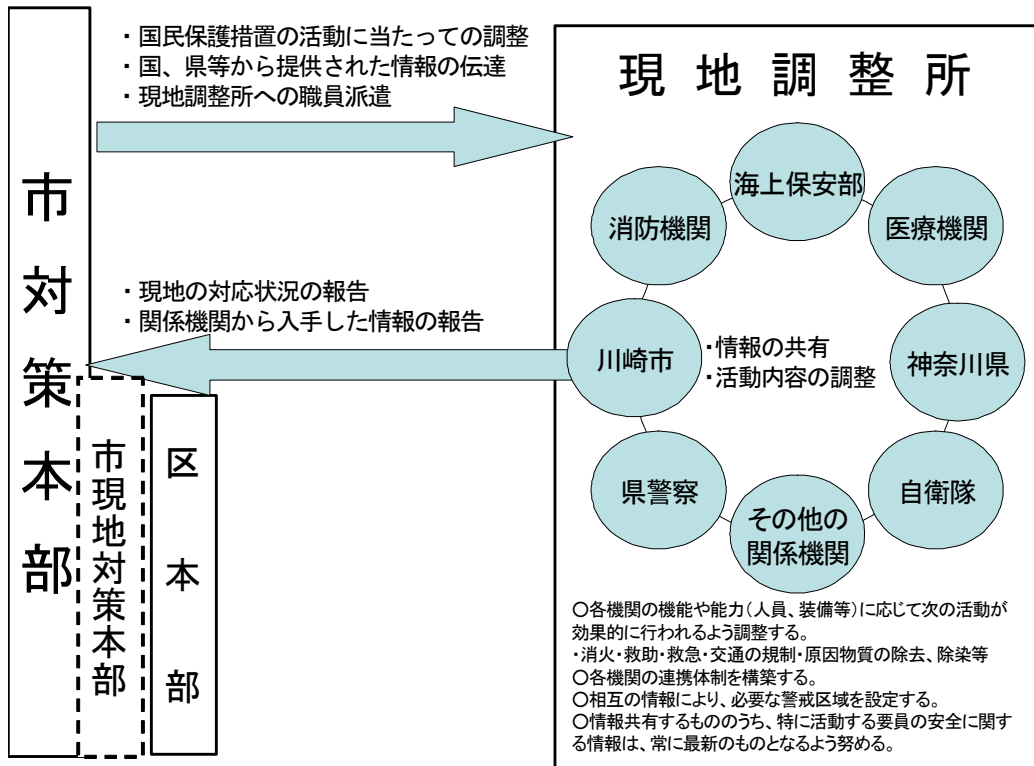 ・国民保護措置の活動に当たっての調整
・国、県等から提供された情報の伝達
・現地調整所への職員派遣
市対策本部
・現地の対応状況の報告
・関係機関から入手した情報の報告
市現地対策本部
区本部
現地調整所
海上保安部
消防機関
医療機関
川崎市
・情報の共有
・活動内容の調整
神奈川県
県警察
自衛隊
その他の
関係機関
○各機関の機能や能力（人員、装備等）に応じて次の活動が
効果的に行われるよう調整する。
・消火・救助・救急・交通の規制・原因物質の除去、除染等
○各機関の連携体制を構築する。
○相互の情報により、必要な警戒区域を設定する。
○情報共有するもののうち、特に活動する要員の安全に関す
る情報は、常に最新のものとなるよう努める。